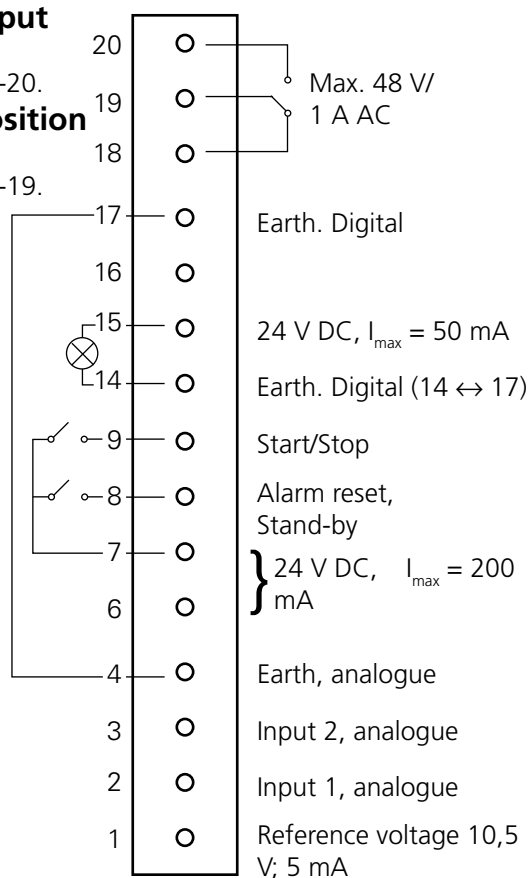 put
-20.
osition
-19.
20
19
18
Max. 48 V/
1 A AC
17
Earth. Digital
16
15
24 V DC, Imax = 50 mA
14
Earth. Digital (14 ↔ 17)
9
Start/Stop
8
Alarm reset,
Stand-by
7
6
} 24 V DC, Imax = 200
mA
4
Earth, analogue
3
Input 2, analogue
2
Input 1, analogue
1
Reference voltage 10,5
V; 5 mA